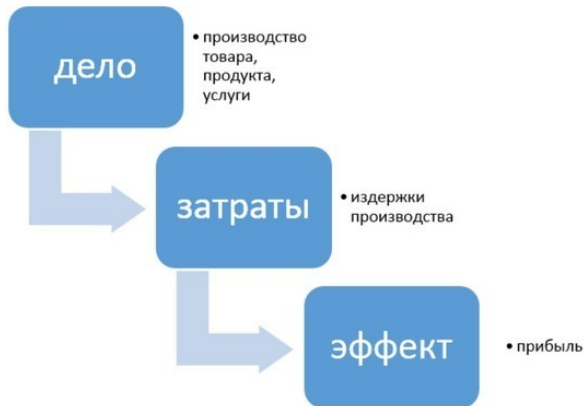 дело
• производство
товара,
продукта,
услуги
затраты
• издержки
производства
эффект
• прибыль